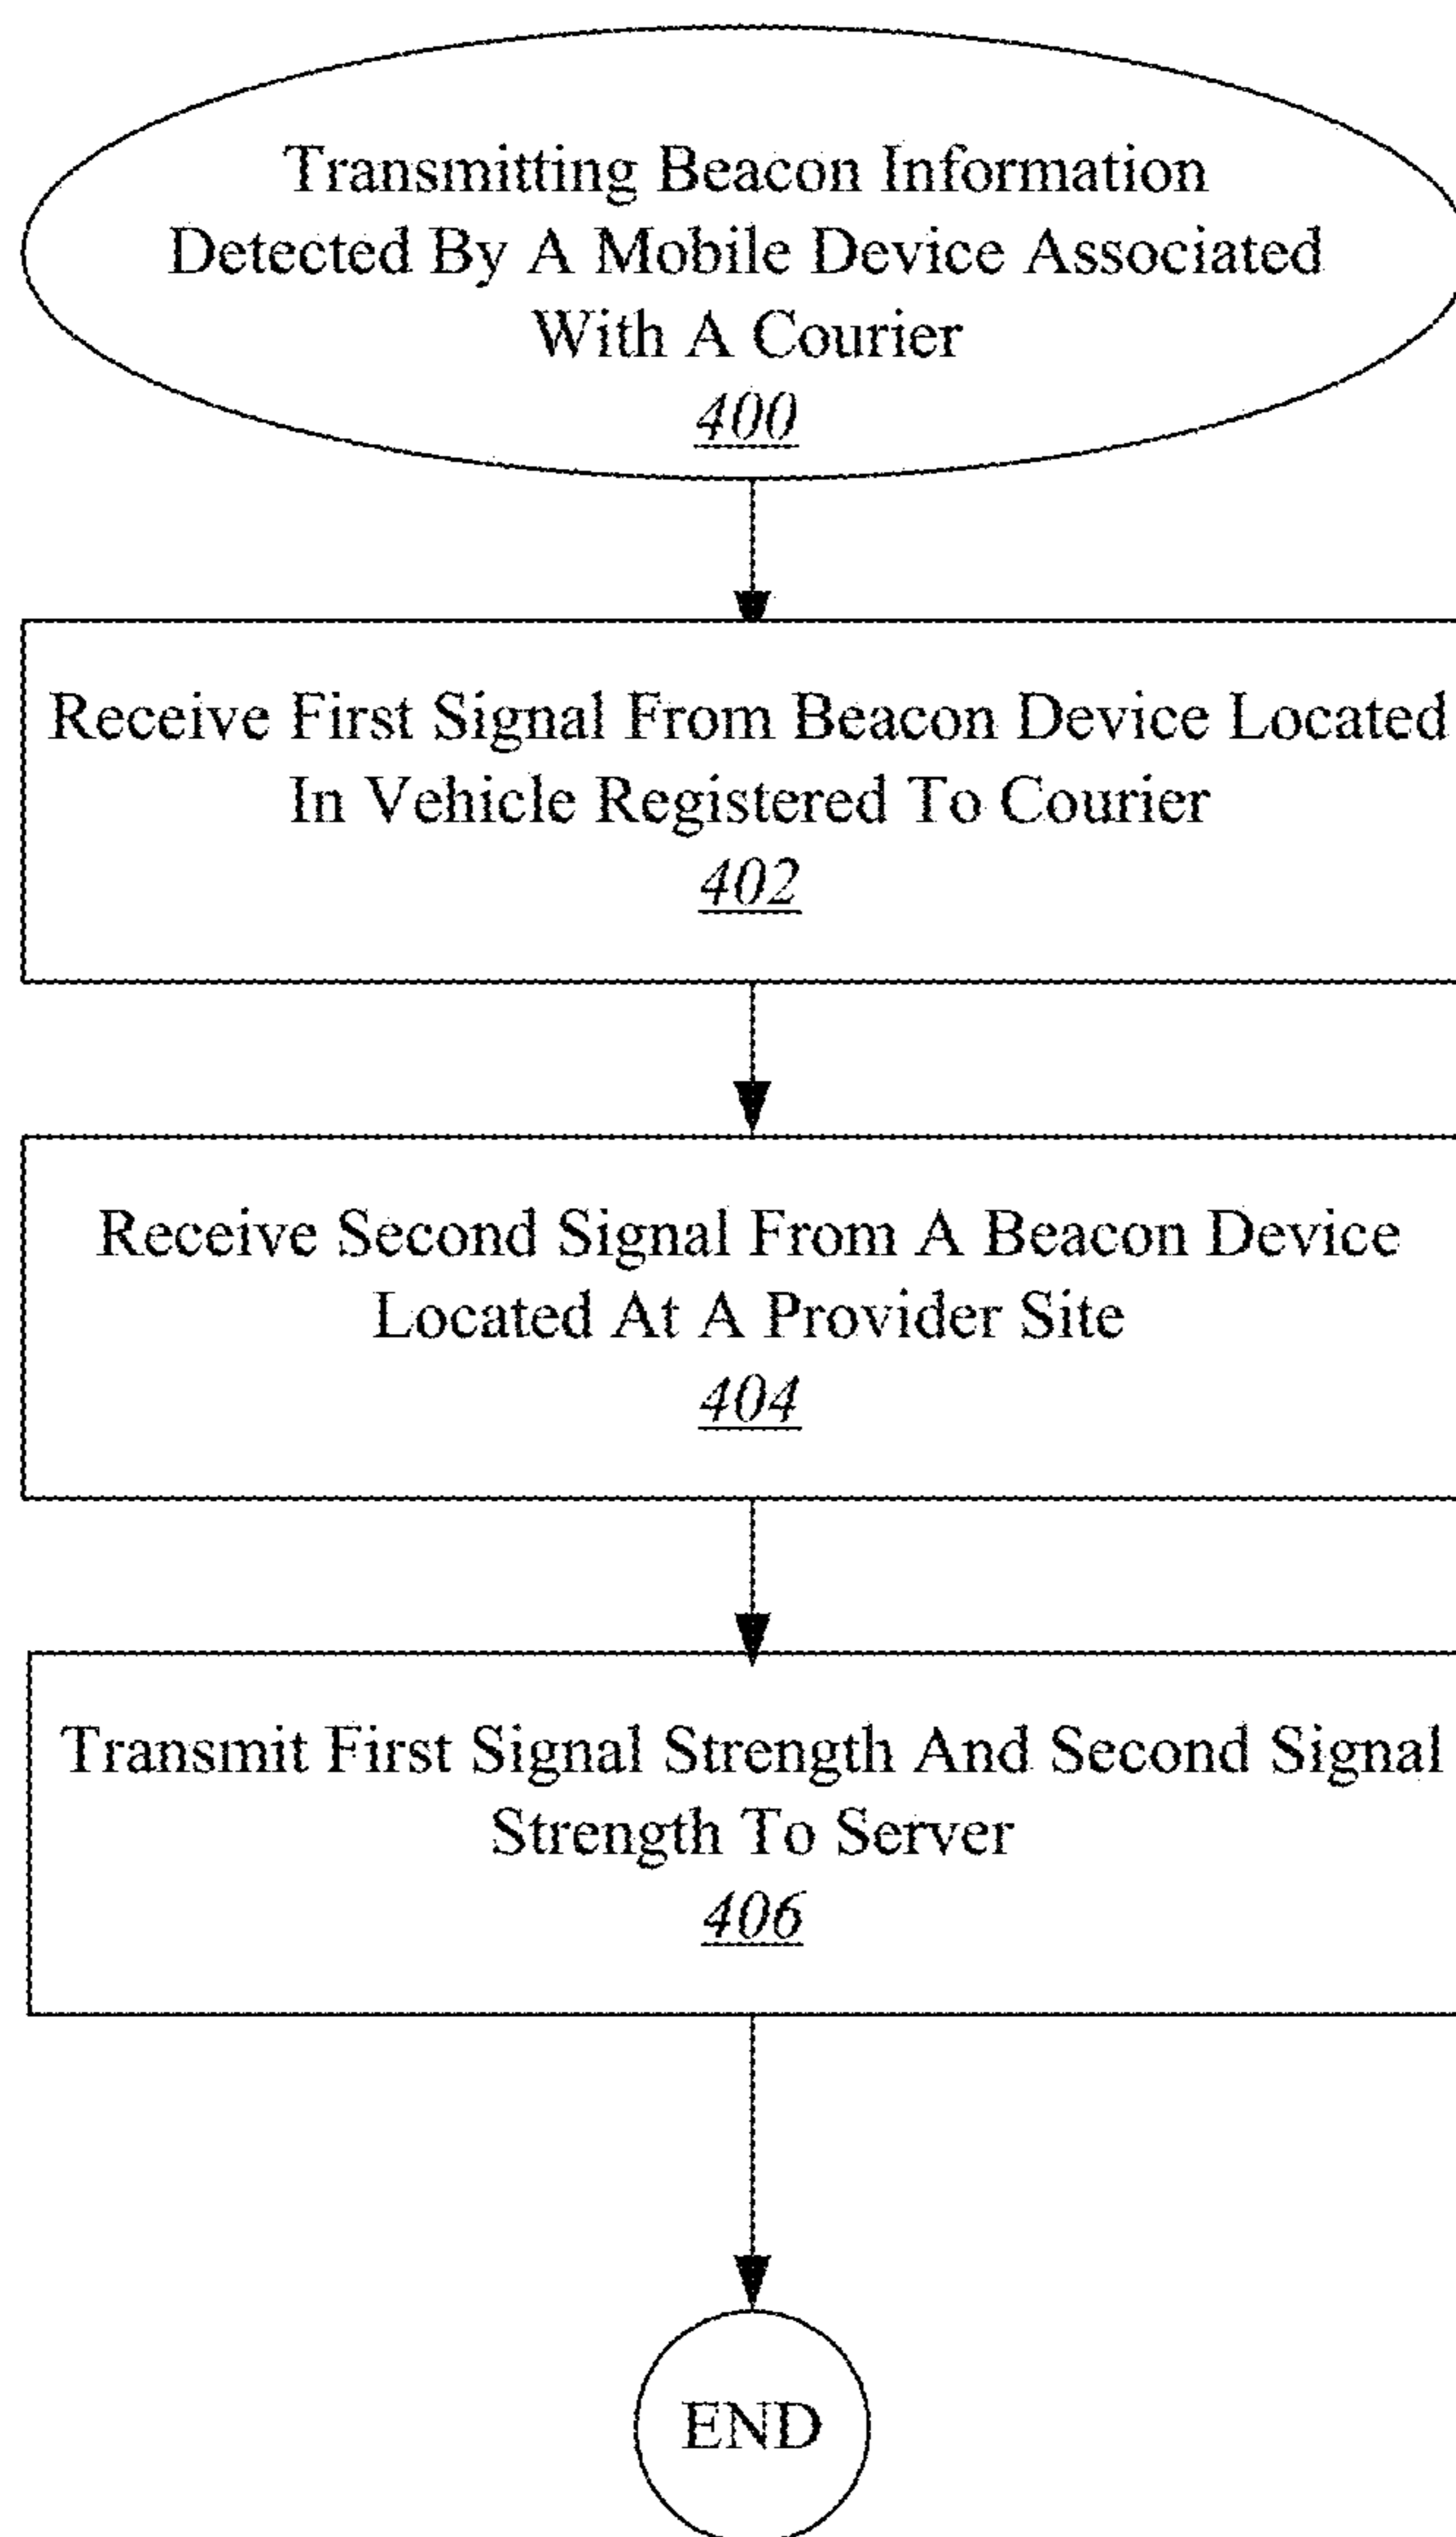 Transmitting Beacon Information
Detected By A Mobile Device Associated
With A Courier
400
Receive First Signal From Beacon Device Located
In Vehicle Registered To Courier
402
Receive Second Signal From A Beacon Device
Located At A Provider Site
404
Transmit First Signal Strength And Second Signal
Strength To Server
406
END